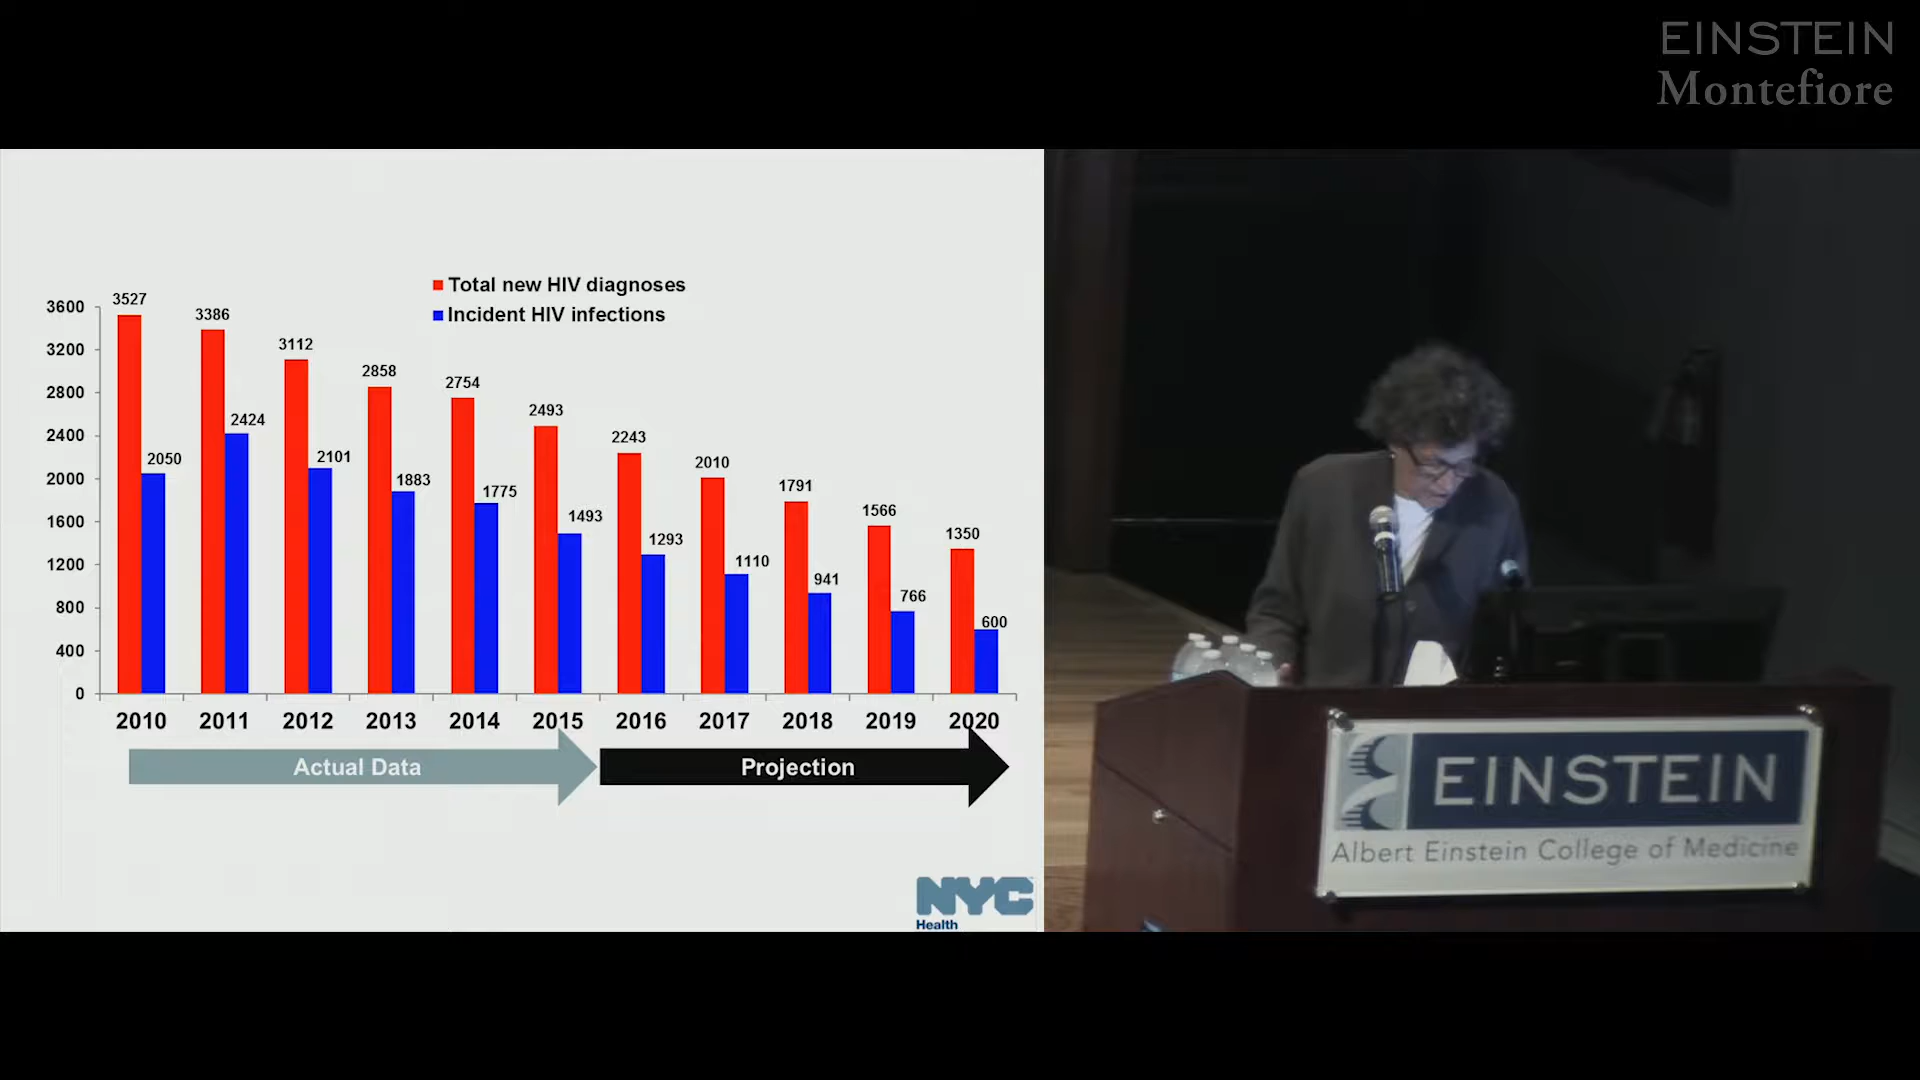 EINSTEIN
Montefiore
Total new HIV diagnoses
Incident HIV infections
3600
3200
2800
2400
2000
1600
1200
800
400
0
3527
2050
3386
2424
3112
2101
2858
1883
2754
1775
2493
1493
2243
1293
2010
1110
1791
941
1566
766
1350
600
2010 2011 2012 2013 2014 2015 2016 2017 2018 2019 2020
Actual Data
Projection
NYC
Health
EINSTEIN
Albert Einstein College of Medicine